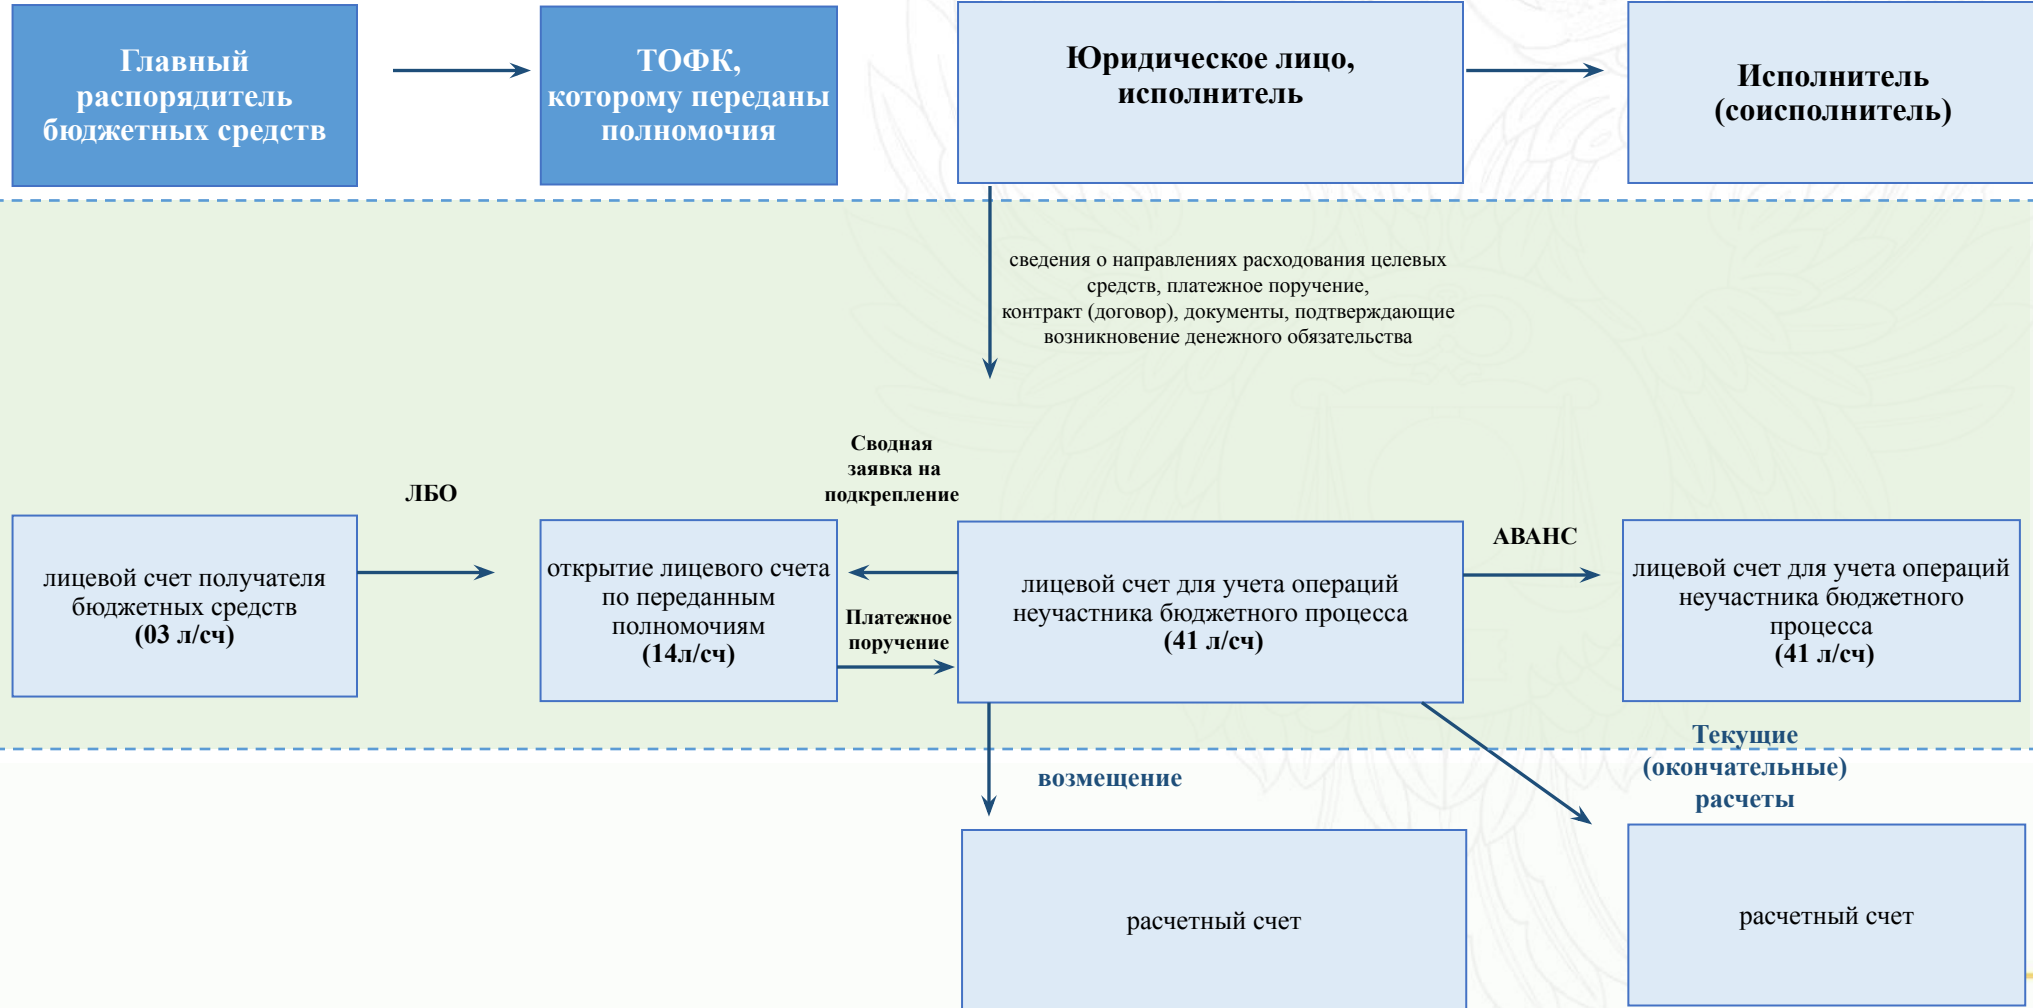 Главный
распорядитель
бюджетных средств
ТОФК,
которому переданы
полномочия
Юридическое лицо,
исполнитель
Исполнитель
(соисполнитель)
сведения о направлениях расходования целевых
средств, платежное поручение,
контракт (договор), документы, подтверждающие
возникновение денежного обязательства
ЛБО
Сводная
заявка на
подкрепление
АВАНС
лицевой счет получателя
бюджетных средств
(03 л/сч)
открытие лицевого счета
по переданным
полномочиям
(14л/сч)
Платежное
поручение
лицевой счет для учета операций
неучастника бюджетного процесса
(41 л/сч)
лицевой счет для учета операций
неучастника бюджетного
процесса
(41 л/сч)
возмещение
Текущие
(окончательные)
расчеты
расчетный счет
расчетный счет